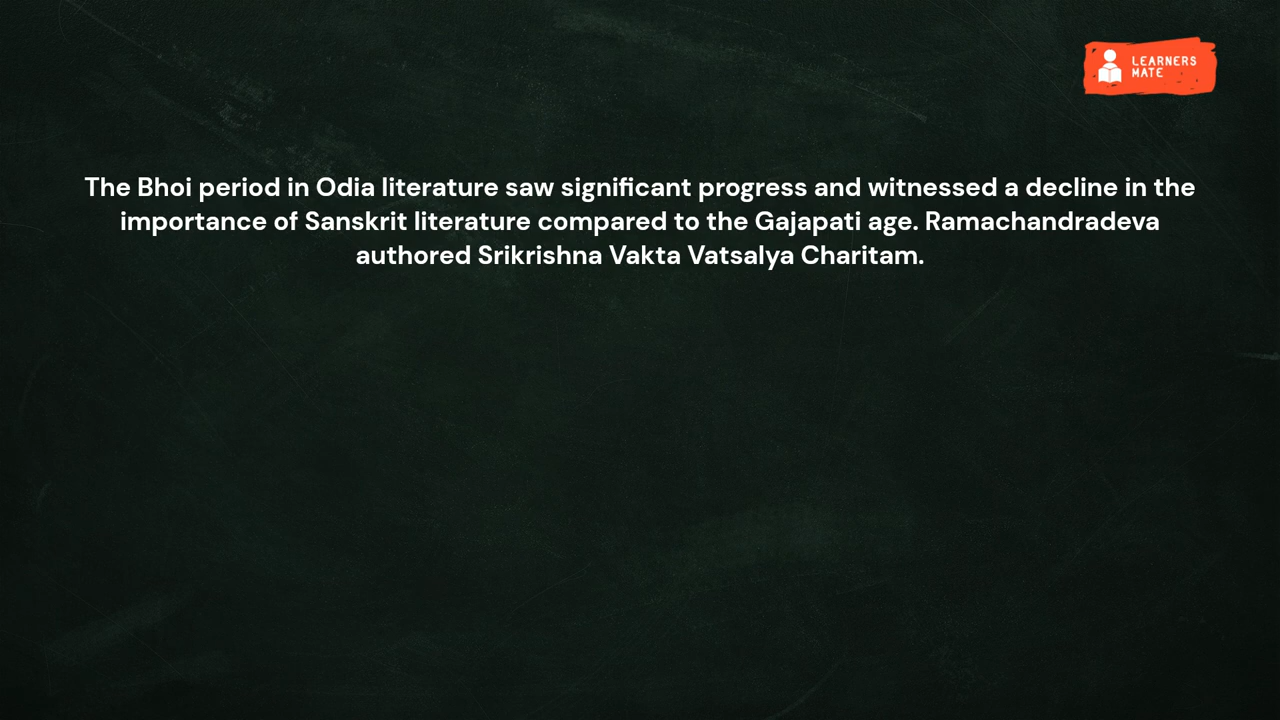 LEARNERS
MATE
The Bhoi period in Odia literature saw significant progress and witnessed a decline in the
importance of Sanskrit literature compared to the Gajapati age. Ramachandradeva
authored Srikrishna Vakta Vatsalya Charitam.